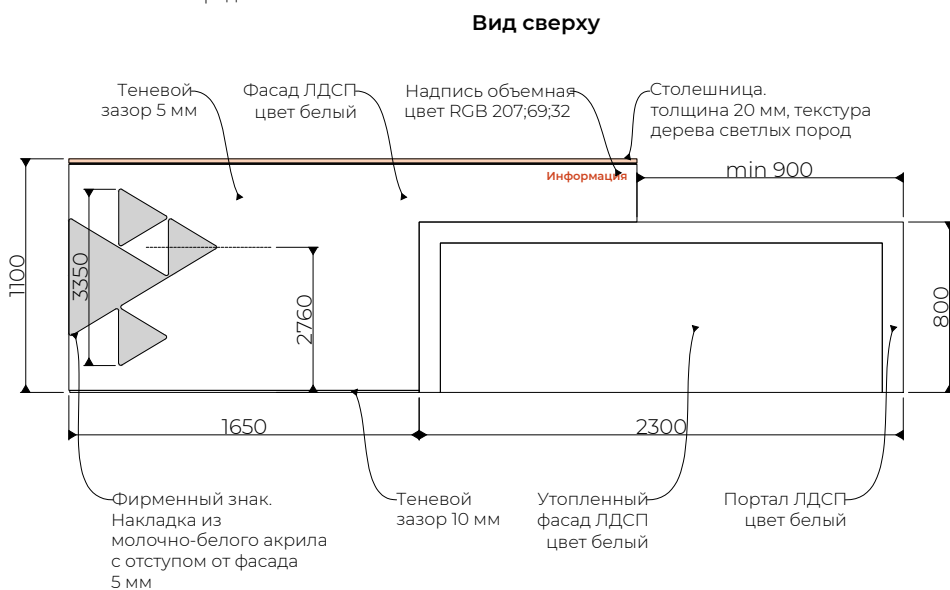 Вид сверху
Теневой
зазор 5 мм
Фасад ЛДСП
цвет белый
Надпись объемная
цвет RGB 207;69;32
Столешница.
толщина 20 мм, текстура
дерева светлых пород
Информация
min 900
1100
3350
2760
800
1650
2300
Фирменный знак.
Накладка из
молочно-белого акрила
с отступом от фасада
5 мм
Теневой
зазор 10 мм
Утопленный
фасад ЛДСП
цвет белый
Портал ЛДСП
цвет белый